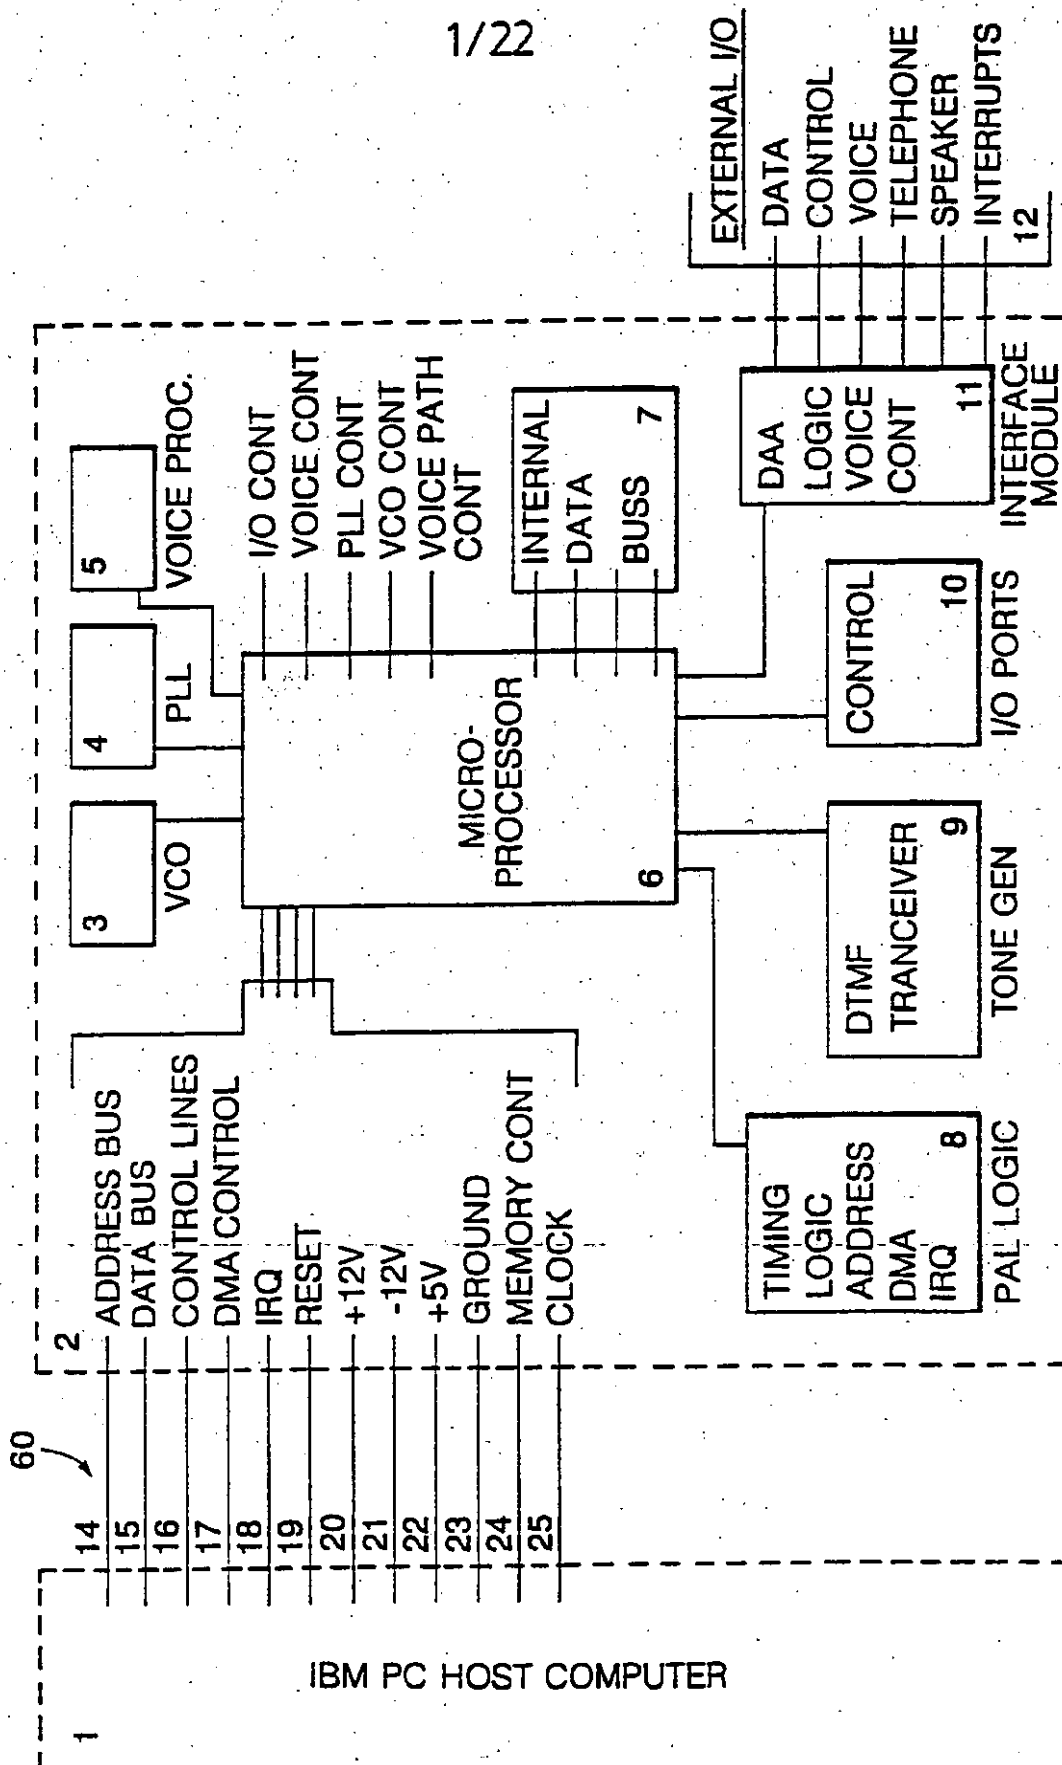 1/22
60
14 ADDRESS BUS
15 DATA BUS
16 CONTROL LINES
17 DMA CONTROL
18 IRQ
19 RESET
20 +12V
21 -12V
22 +5V
23 GROUND
24 MEMORY CONT
25 CLOCK
1
IBM PC HOST COMPUTER
2
3
VCO
4
PLL
5
VOICE PROC.
MICRO-
PROCESSOR
6
I/O CONT
VOICE CONT
PLL CONT
VCO CONT
VOICE PATH
CONT
INTERNAL
DATA
BUSS
7
TIMING
LOGIC
ADDRESS
DMA
IRQ
8
PAL LOGIC
DTMF
TRANCEIVER
9
TONE GEN
CONTROL
10
I/O PORTS
DAA
LOGIC
VOICE
CONT
11
INTERFACE
MODULE
EXTERNAL I/O
DATA
CONTROL
VOICE
TELEPHONE
SPEAKER
INTERRUPTS
12